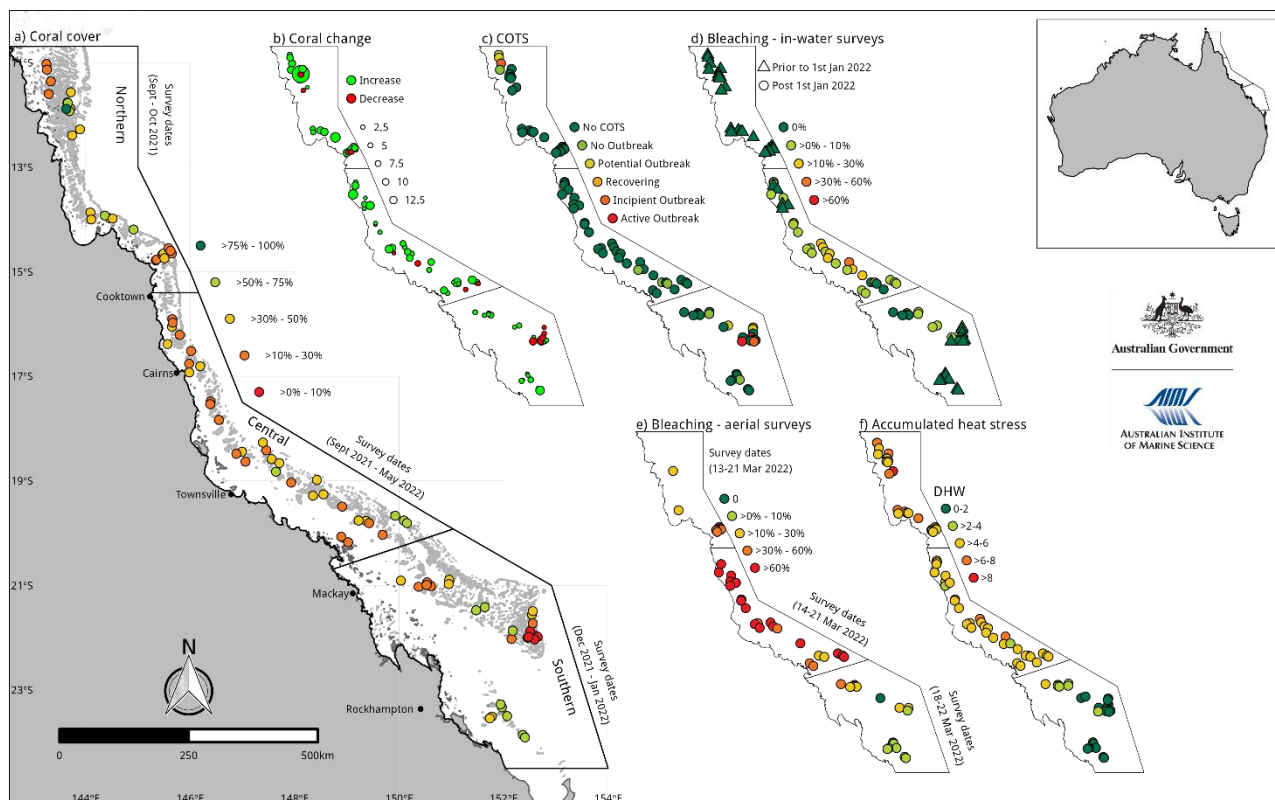 a) Coral cover
11°S
13°S
15°S
17°S
19°S
21°S
23°S
144°E
146°E
148°E
150°E
152°E
154°E
Northern
Survey dates
(Sept - Oct 2021)
Central
Survey dates
(Sept 2021 - May 2022)
Southern
Survey dates
(Dec 2021 - Jan 2022)
Cooktown
Cairns
Townsville
Mackay
Rockhampton
>75% - 100%
>50% - 75%
>30% - 50%
>10% - 30%
>0% - 10%
N
0
250
500km
b) Coral change
Increase
Decrease
2.5
5
7.5
10
12.5
c) COTS
No COTS
No Outbreak
Potential Outbreak
Recovering
Incipient Outbreak
Active Outbreak
d) Bleaching - in-water surveys
Prior to 1st Jan 2022
Post 1st Jan 2022
0%
>0% - 10%
>10% - 30%
>30% - 60%
>60%
e) Bleaching - aerial surveys
Survey dates
(13-21 Mar 2022)
0
>0% - 10%
>10% - 30%
>30% - 60%
>60%
Survey dates
(14-21 Mar 2022)
Survey dates
(18-22 Mar 2022)
f) Accumulated heat stress
DHW
0-2
>2-4
>4-6
>6-8
>8
Australian Government
AIMS
AUSTRALIAN INSTITUTE
OF MARINE SCIENCE